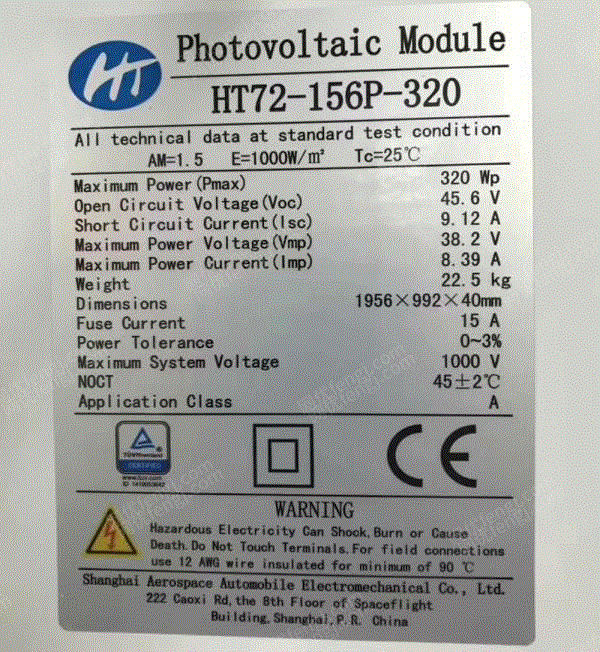 HT
Photovoltaic Module
HT72-156P-320
All technical data at standard test condition
AM=1.5 E=1000W/㎡ Tc=25℃
Maximum Power(Pmax) 320 Wp
Open Circuit Voltage(Voc) 45.6 V
Short Circuit Current(Isc) 9.12 A
Maximum Power Voltage(Vmp) 38.2 V
Maximum Power Current(Imp) 8.39 A
Weight 22.5 kg
Dimensions 1956×992×40mm
Fuse Current 15 A
Power Tolerance 0~3%
Maximum System Voltage 1000 V
NOCT 45±2℃
Application Class A
TÜVRheinland
CERTIFIED
www.tuv.com
CE
WARNING
Hazardous Electricity Can Shock, Burn or Cause
Death. Do Not Touch Terminals. For field connections
use 12 AWG wire insulated for minimum of 90 ℃
Shanghai Aerospace Automobile Electromechanical Co., Ltd.
222 Caoxi Rd, the 8th Floor of Spaceflight
Building, Shanghai, P.R. China